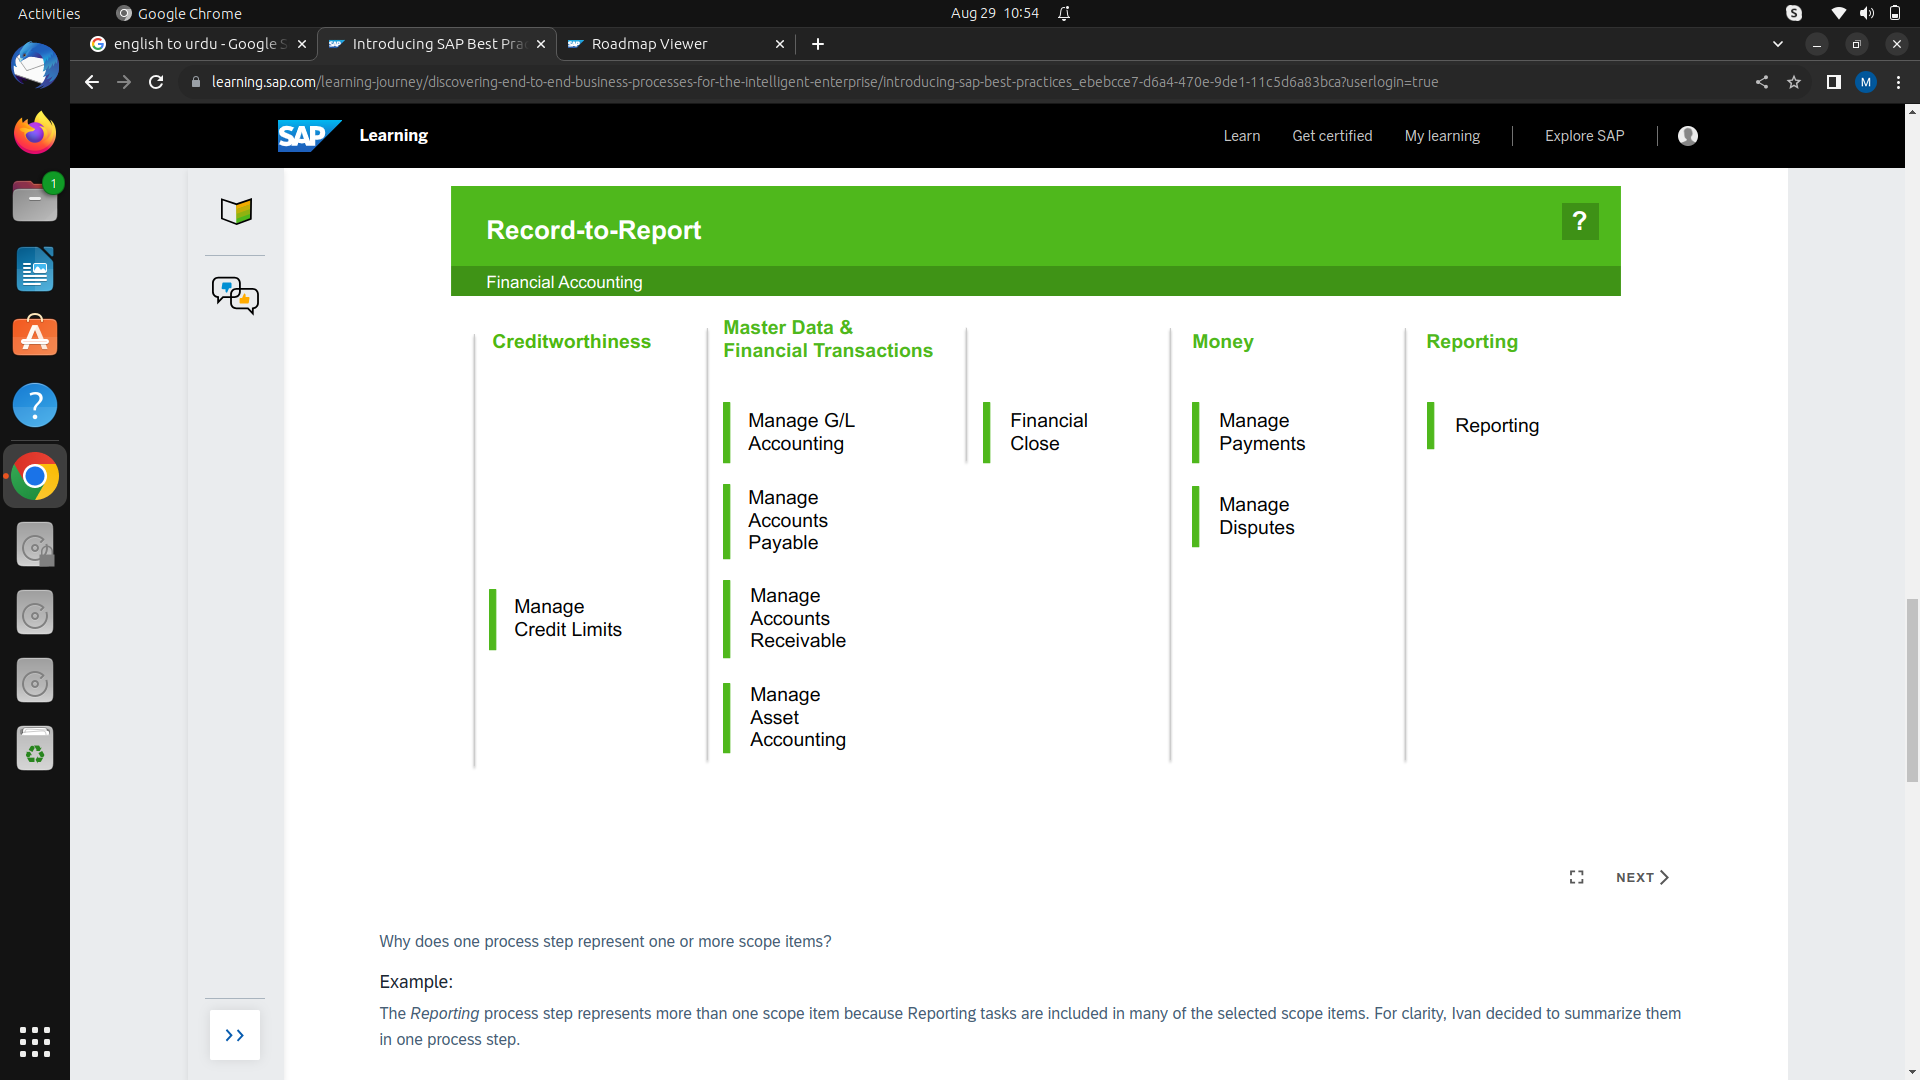 Activities
Google Chrome
Aug 29 10:54
english to urdu - Google S
Introducing SAP Best Pra
Roadmap Viewer
learning.sap.com/learning-journey/discovering-end-to-end-business-processes-for-the-intelligent-enterprise/introducing-sap-best-practices_ebebcce7-d6a4-470e-9de1-11c5d6a83bca?userlogin=true
M
1
SAP Learning
Learn
Get certified
My learning
Explore SAP
Record-to-Report
?
Financial Accounting
Creditworthiness
Manage
Credit Limits
Master Data &
Financial Transactions
Manage G/L
Accounting
Manage
Accounts
Payable
Manage
Accounts
Receivable
Manage
Asset
Accounting
Financial
Close
Money
Manage
Payments
Manage
Disputes
Reporting
Reporting
NEXT
Why does one process step represent one or more scope items?
Example:
The Reporting process step represents more than one scope item because Reporting tasks are included in many of the selected scope items. For clarity, Ivan decided to summarize them
in one process step.